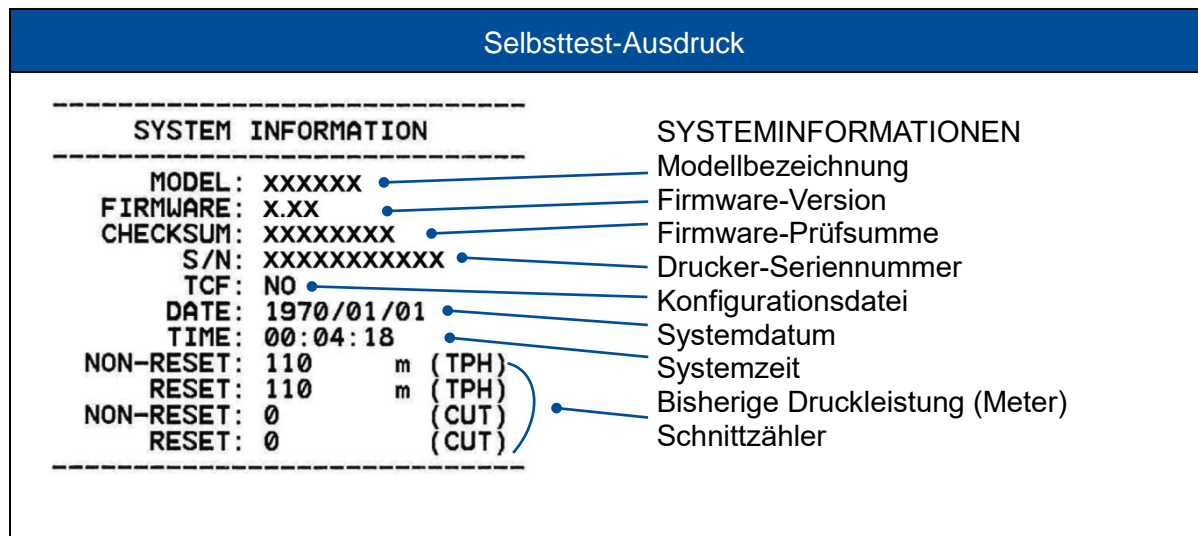 Selbsttest-Ausdruck
--------------------------------
SYSTEM INFORMATION
--------------------------------
MODEL: XXXXXX
FIRMWARE: X.XX
CHECKSUM: XXXXXXXX
S/N: XXXXXXXXXXX
TCF: NO
DATE: 1970/01/01
TIME: 00:04:18
NON-RESET: 110 m (TPH)
RESET: 110 m (TPH)
NON-RESET: 0 (CUT)
RESET: 0 (CUT)
--------------------------------
SYSTEMINFORMATIONEN
Modellbezeichnung
Firmware-Version
Firmware-Prüfsumme
Drucker-Seriennummer
Konfigurationsdatei
Systemdatum
Systemzeit
Bisherige Druckleistung (Meter)
Schnittzähler